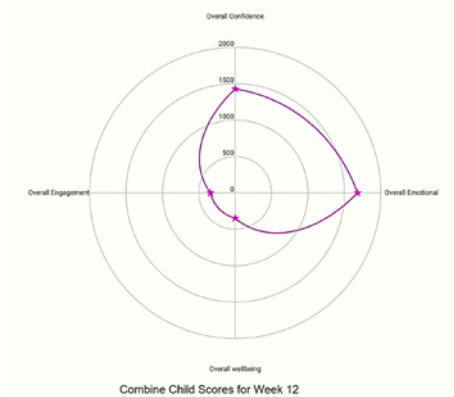 Overall Confidence
2000
1500
1000
500
0
Overall Engagement
Overall Emotional
Overall wellbeing
Combine Child Scores for Week 12